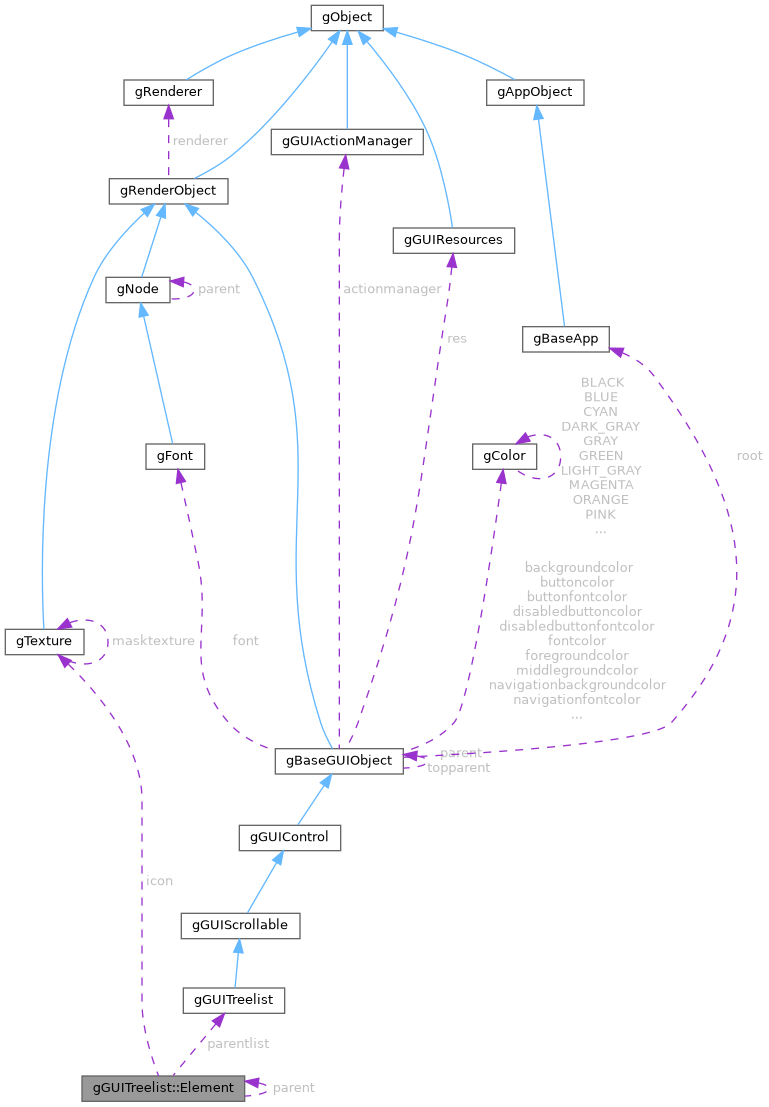 gObject
gRenderer
gAppObject
renderer
gGUIActionManager
gRenderObject
gGUIResources
gNode
parent
actionmanager
res
gBaseApp
BLACK
BLUE
CYAN
DARK_GRAY
GRAY
GREEN
LIGHT_GRAY
MAGENTA
ORANGE
PINK
...
gFont
gColor
root
backgroundcolor
buttoncolor
buttonfontcolor
disabledbuttoncolor
disabledbuttonfontcolor
fontcolor
foregroundcolor
middlegroundcolor
navigationbackgroundcolor
navigationfontcolor
...
gTexture
masktexture
font
gBaseGUIObject
parent
topparent
gGUIControl
icon
gGUIScrollable
gGUITreelist
parentlist
gGUITreelist::Element
parent